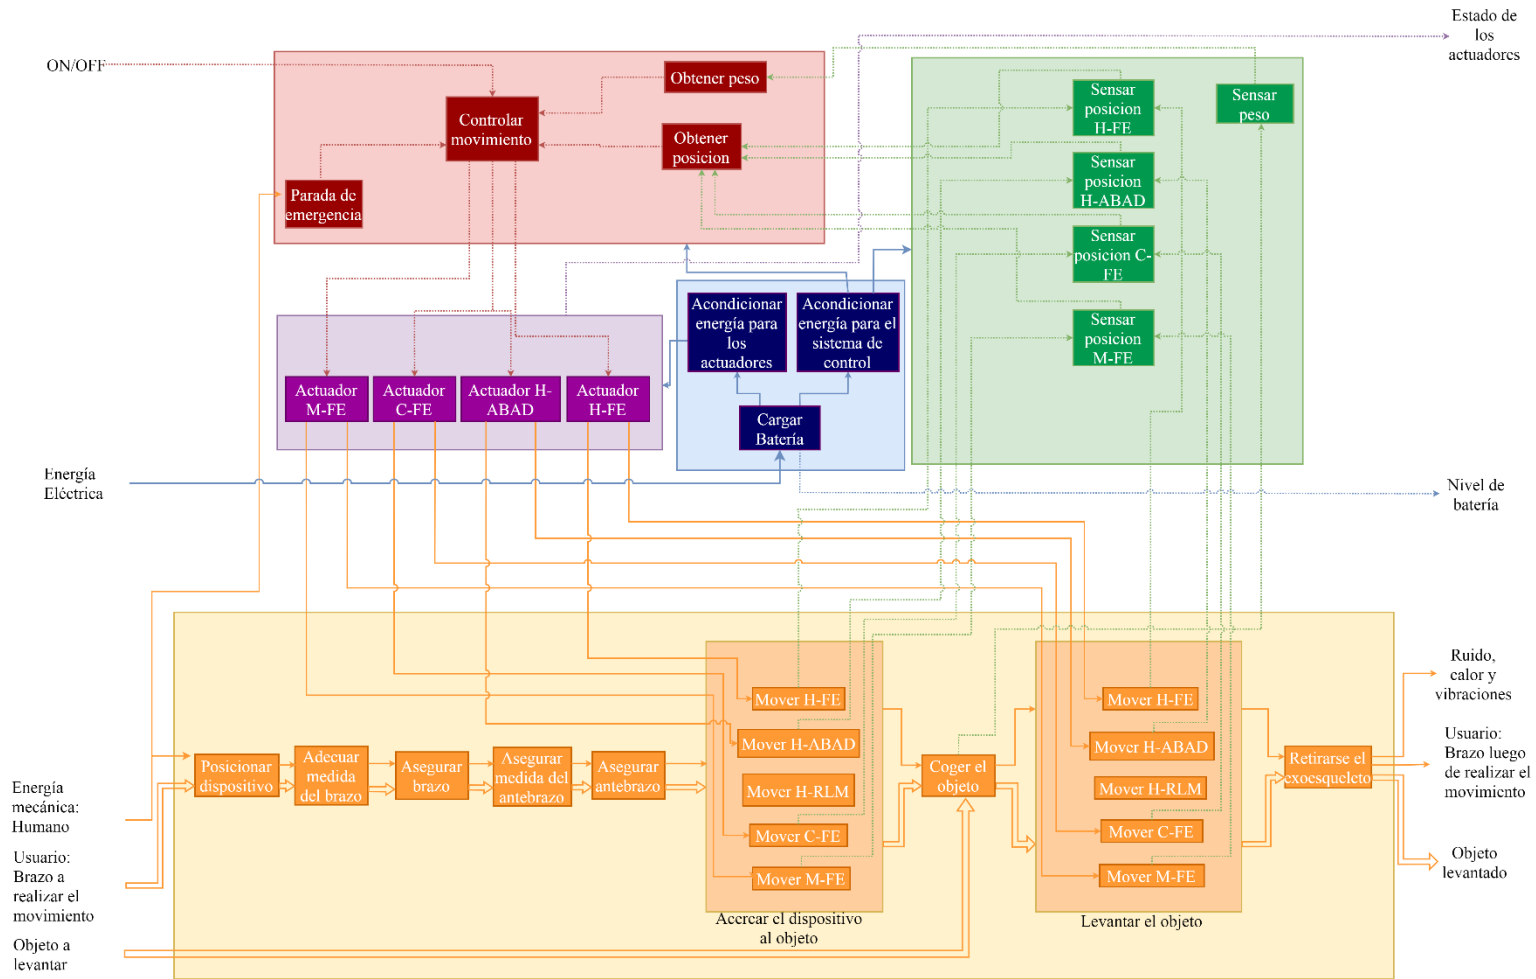 Estado de
los
actuadores
ON/OFF
Obtener peso
Controlar
movimiento
Obtener
posicion
Parada de
emergencia
Sensar
posicion
H-FE
Sensar
peso
Sensar
posicion
H-ABAD
Sensar
posicion C-
FE
Sensar
posicion
M-FE
Acondicionar
energía para
los
actuadores
Acondicionar
energía para el
sistema de
control
Cargar
Batería
Actuador
M-FE
Actuador
C-FE
Actuador H-
ABAD
Actuador
H-FE
Energía
Eléctrica
Nivel de
batería
Energía
mecánica:
Humano
Usuario:
Brazo a
realizar el
movimiento
Objeto a
levantar
Posicionar
dispositivo
Adecuar
medida
del brazo
Asegurar
brazo
Asegurar
medida del
antebrazo
Asegurar
antebrazo
Mover H-FE
Mover H-ABAD
Mover H-RLM
Mover C-FE
Mover M-FE
Acercar el dispositivo
al objeto
Coger el
objeto
Mover H-FE
Mover H-ABAD
Mover H-RLM
Mover C-FE
Mover M-FE
Levantar el objeto
Retirarse el
exoesqueleto
Ruido,
calor y
vibraciones
Usuario:
Brazo luego
de realizar el
movimiento
Objeto
levantado